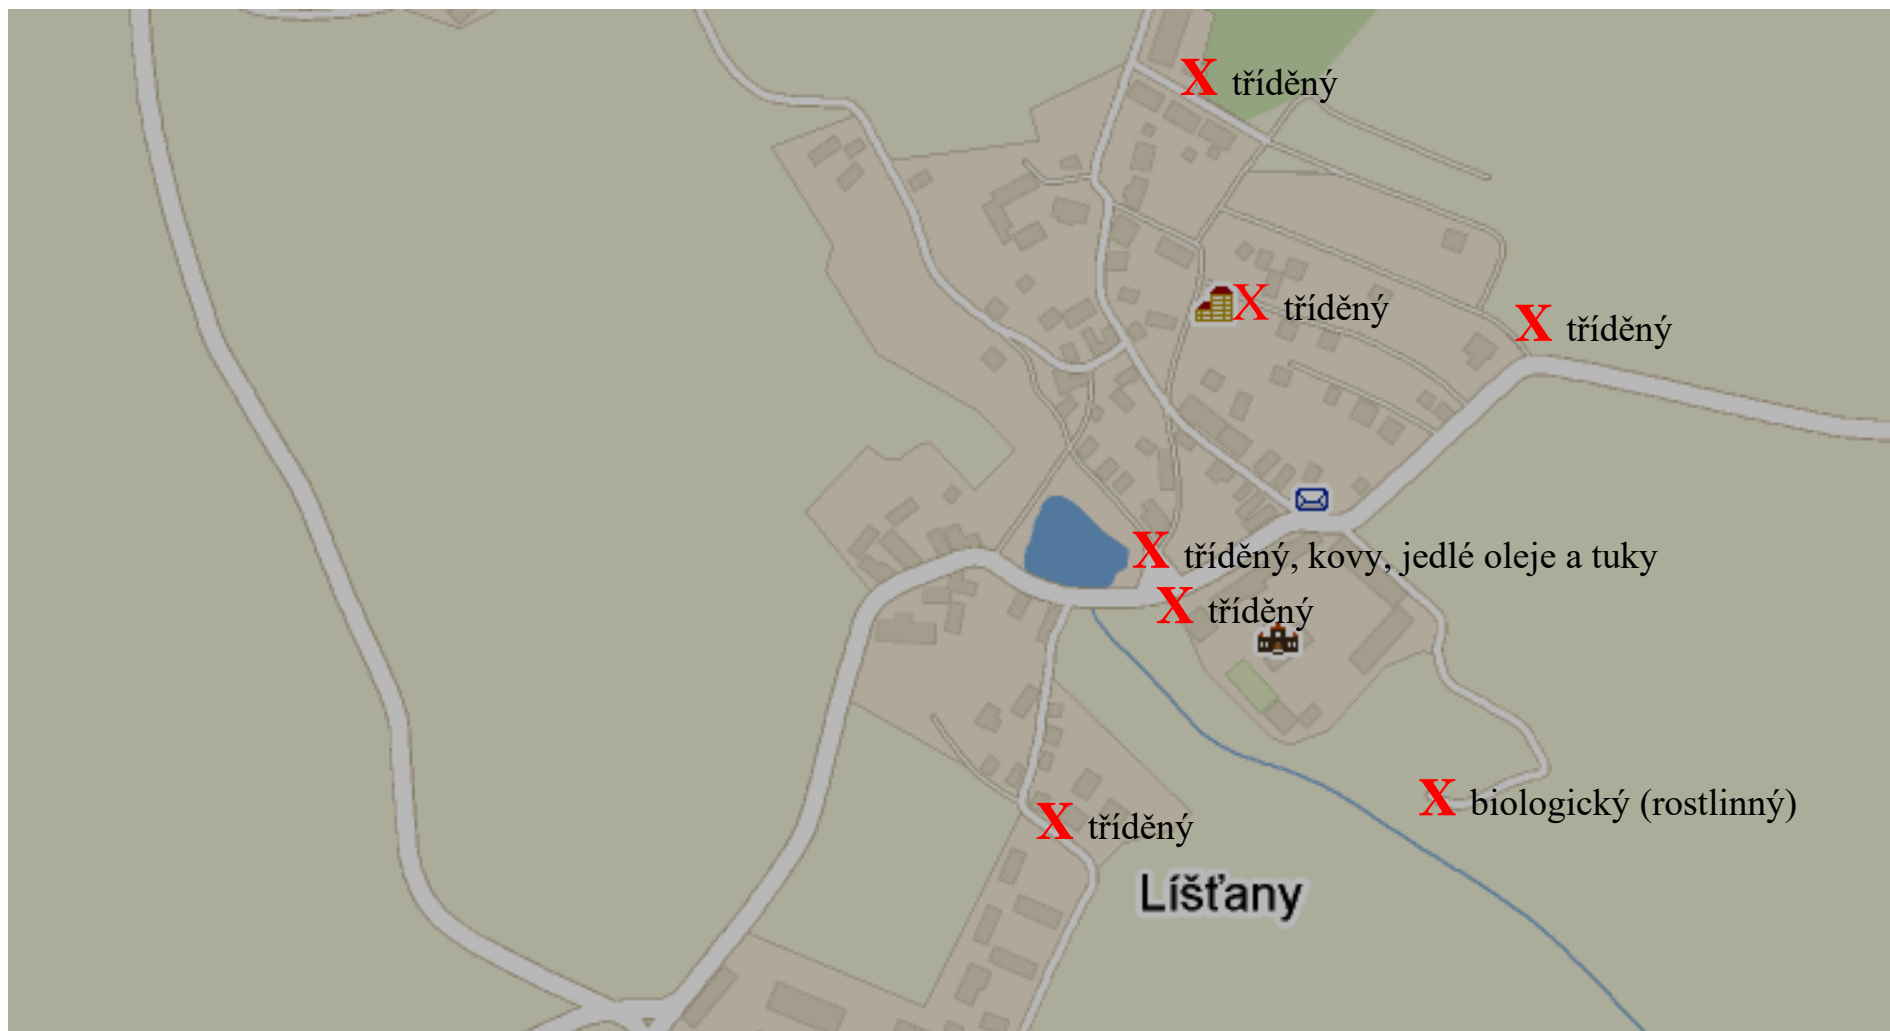 X tříděný
X tříděný
X tříděný
X tříděný, kovy, jedlé oleje a tuky
X tříděný
X biologický (rostlinný)
X tříděný
Líšťany